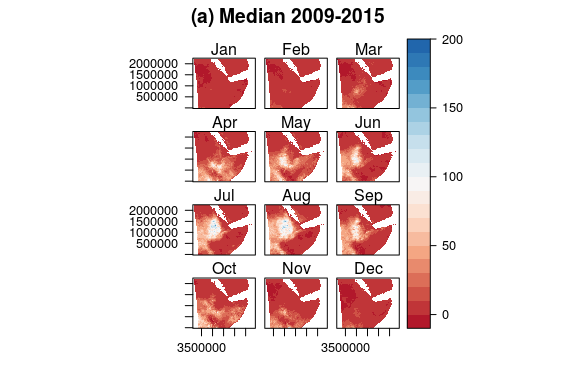 (a) Median 2009-2015
Jan Feb Mar
2000000
1500000
1000000
500000
Apr May Jun
Jul Aug Sep
2000000
1500000
1000000
500000
Oct Nov Dec
3500000 3500000
200
150
100
50
0